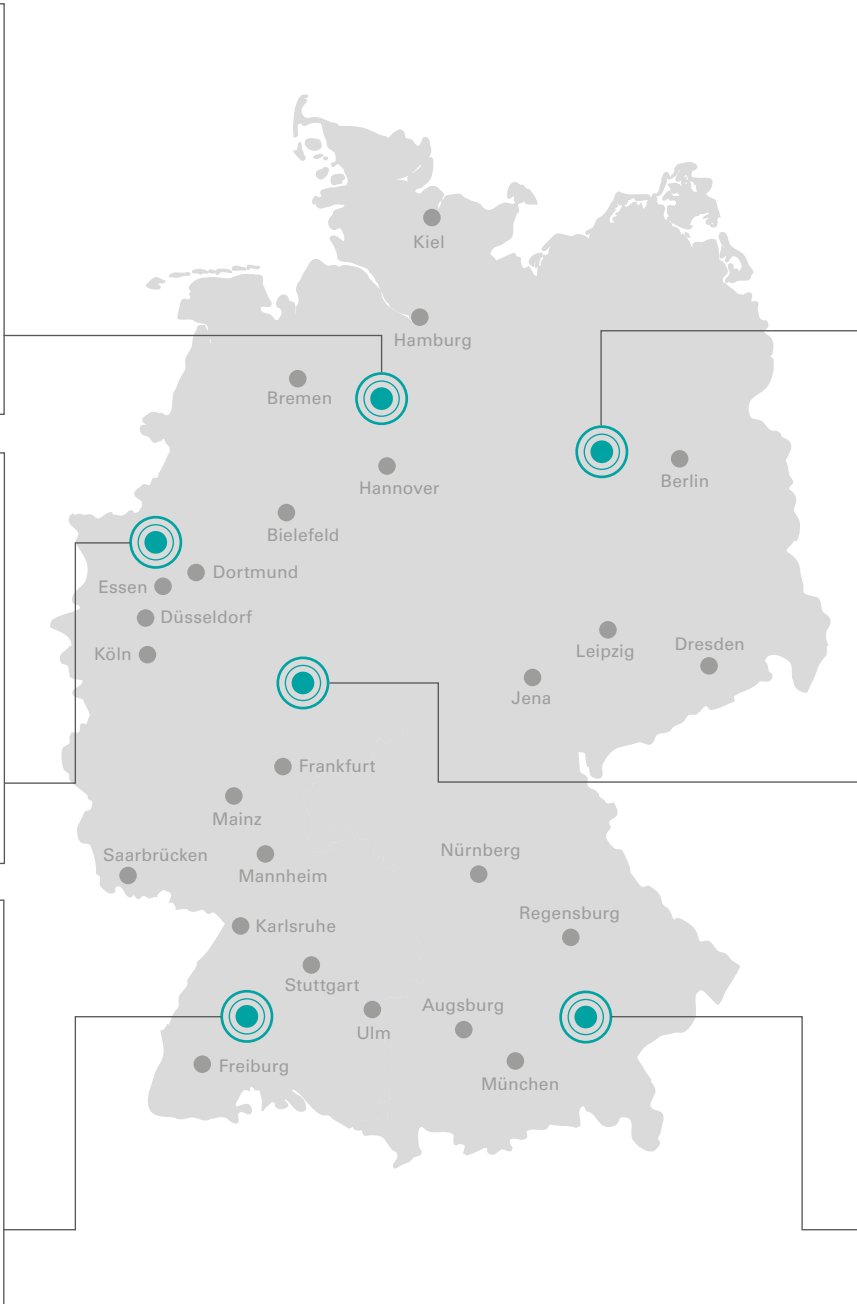 Kiel
Hamburg
Bremen
Hannover
Berlin
Bielefeld
Dortmund
Essen
Düsseldorf
Köln
Leipzig
Dresden
Jena
Frankfurt
Mainz
Saarbrücken
Mannheim
Nürnberg
Regensburg
Karlsruhe
Stuttgart
Augsburg
Ulm
Freiburg
München